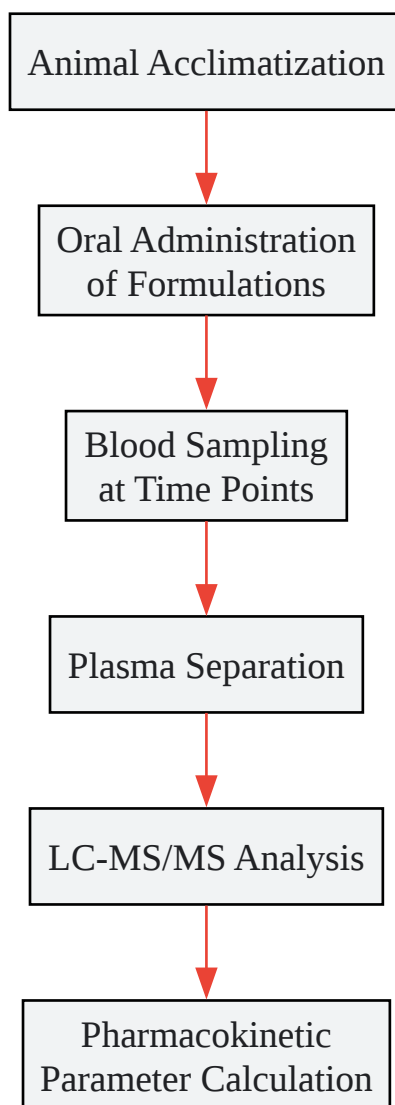 Animal Acclimatization
Oral Administration
of Formulations
Blood Sampling
at Time Points
Plasma Separation
LC-MS/MS Analysis
Pharmacokinetic
Parameter Calculation